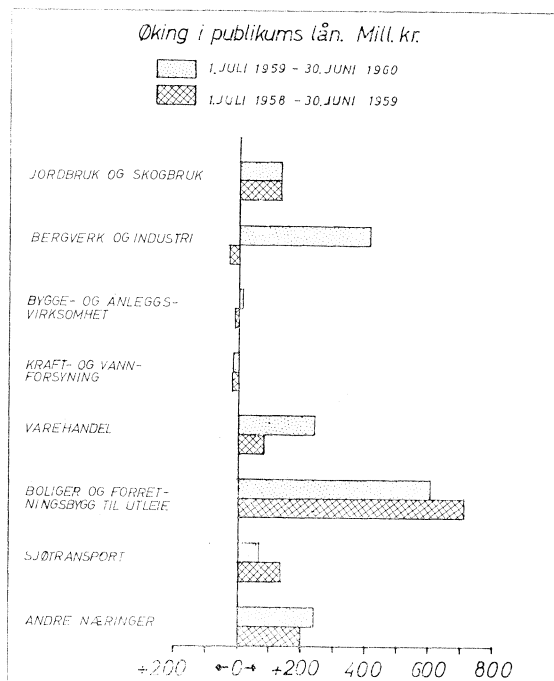 Øking i publikums lån. Mill. kr.
1. JULI 1959 - 30. JUNI 1960
1. JULI 1958 - 30. JUNI 1959
JORDBRUK OG SKOGBRUK
BERGVERK OG INDUSTRI
BYGGE- OG ANLEGGS-
VIRKSOMHET
KRAFT- OG VANN-
FORSYNING
VAREHANDEL
BOLIGER OG FORRET-
NINGSBYGG TIL UTLEIE
SJØTRANSPORT
ANDRE NÆRINGER
÷200 ←0→ +200 400 600 800